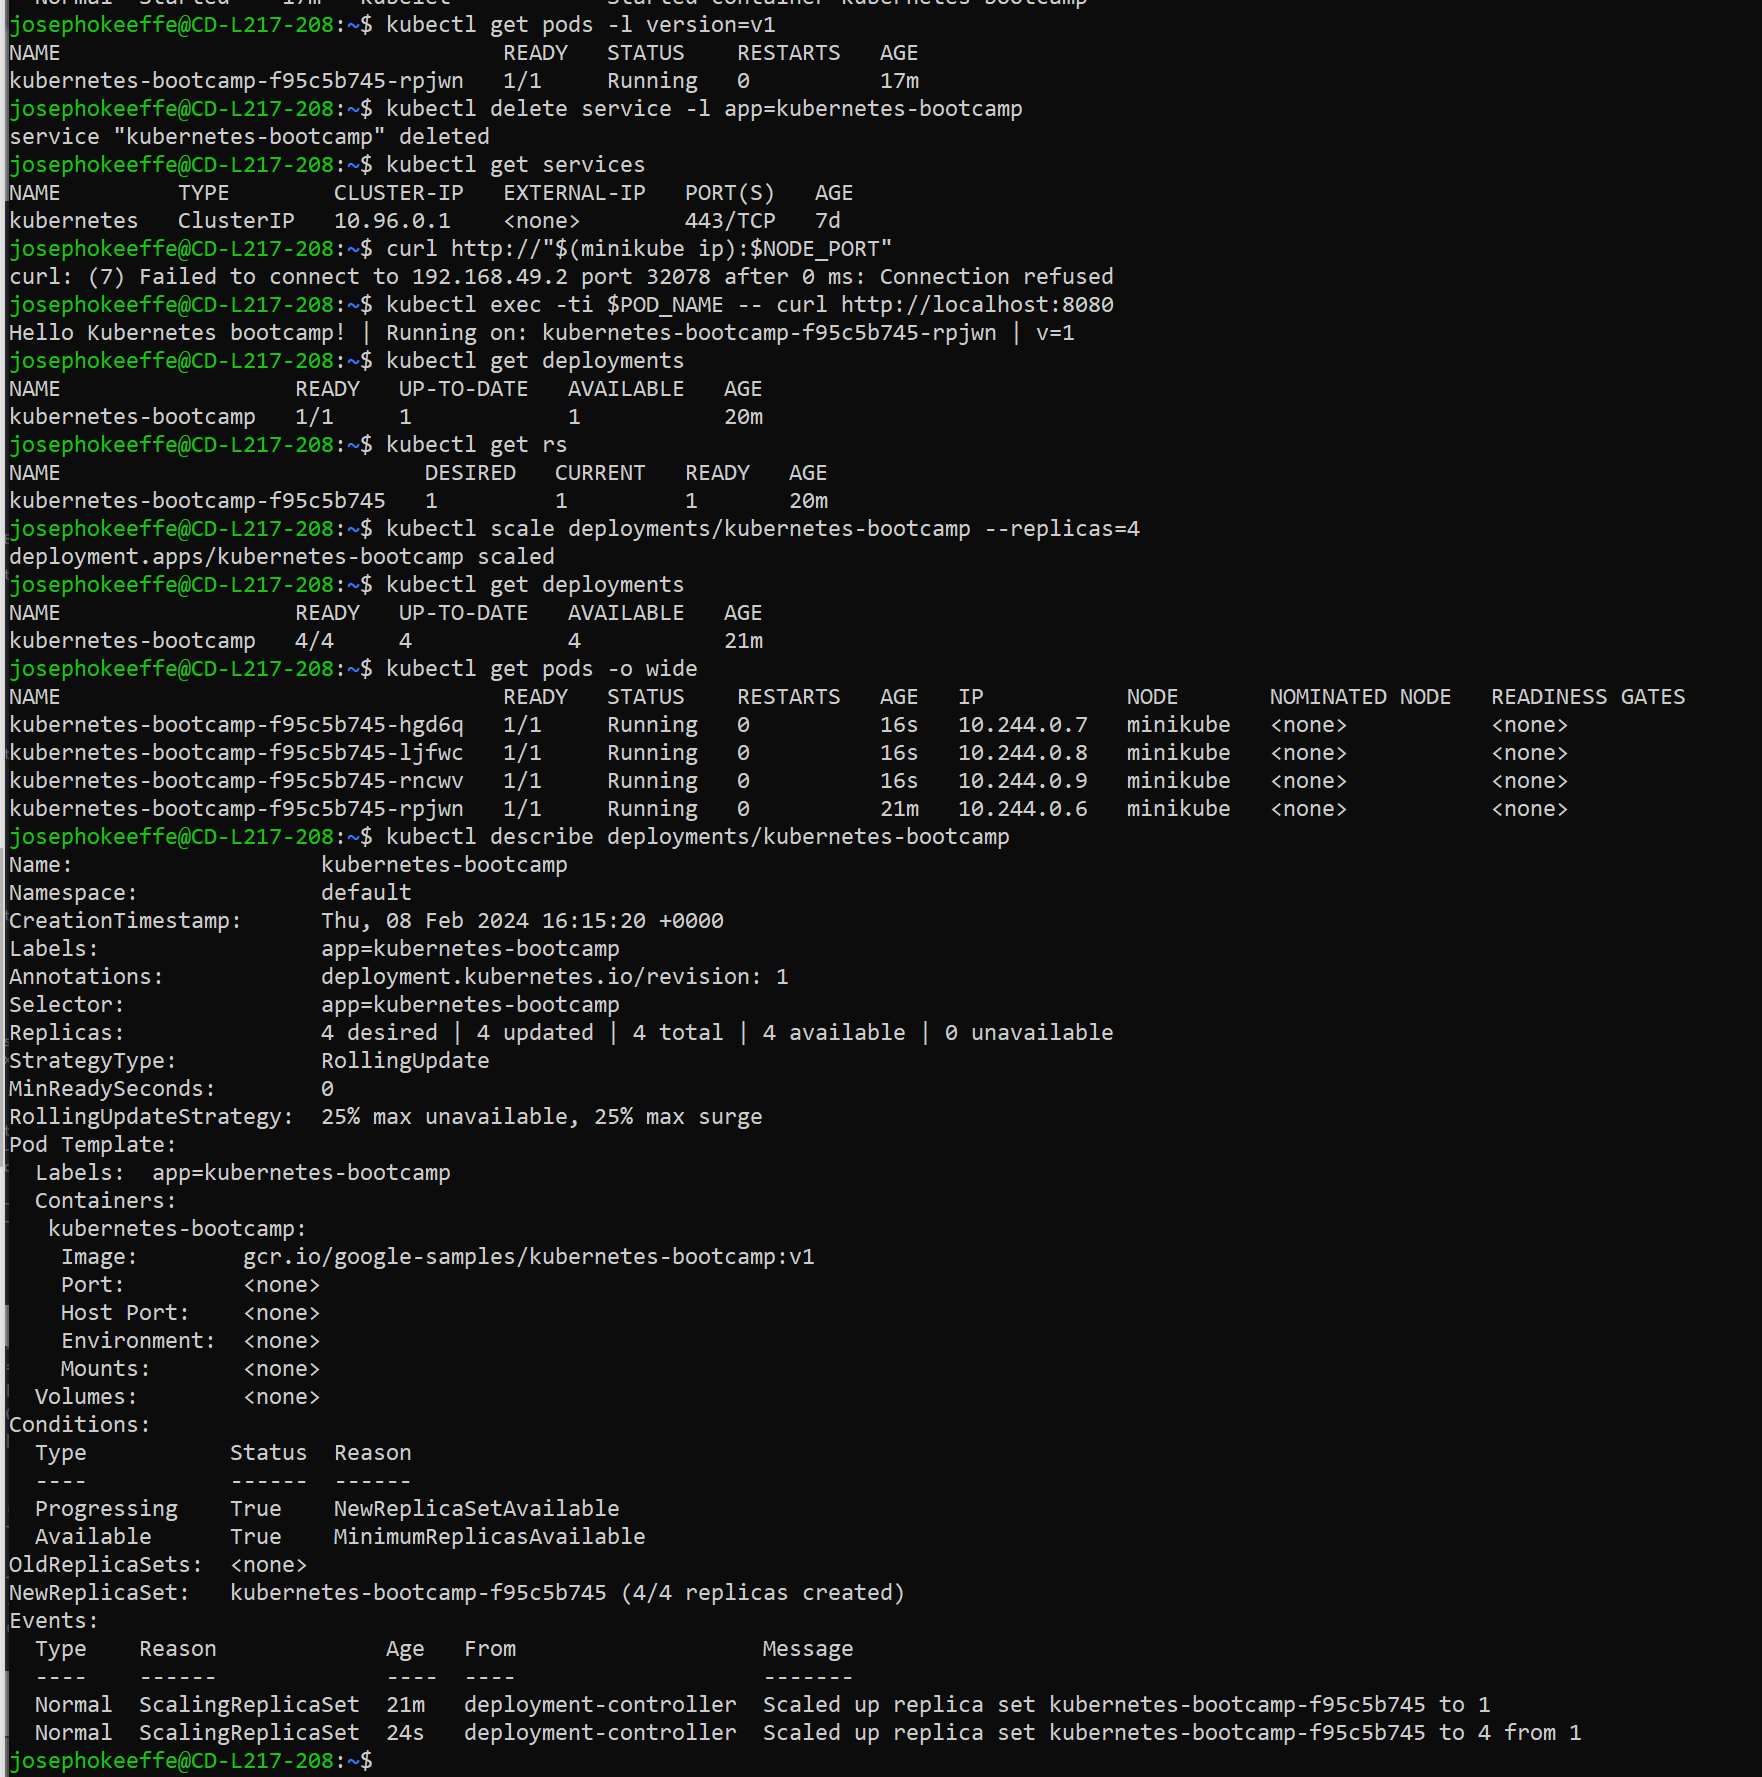 Normal  Started    17m   kubelet            Started container kubernetes-bootcamp
josephokeeffe@CD-L217-208:~$ kubectl get pods -l version=v1
NAME                                  READY   STATUS    RESTARTS   AGE
kubernetes-bootcamp-f95c5b745-rpjwn   1/1     Running   0          17m
josephokeeffe@CD-L217-208:~$ kubectl delete service -l app=kubernetes-bootcamp
service "kubernetes-bootcamp" deleted
josephokeeffe@CD-L217-208:~$ kubectl get services
NAME         TYPE        CLUSTER-IP   EXTERNAL-IP   PORT(S)   AGE
kubernetes   ClusterIP   10.96.0.1    <none>        443/TCP   7d
josephokeeffe@CD-L217-208:~$ curl http://"$(minikube ip):$NODE_PORT"
curl: (7) Failed to connect to 192.168.49.2 port 32078 after 0 ms: Connection refused
josephokeeffe@CD-L217-208:~$ kubectl exec -ti $POD_NAME -- curl http://localhost:8080
Hello Kubernetes bootcamp! | Running on: kubernetes-bootcamp-f95c5b745-rpjwn | v=1
josephokeeffe@CD-L217-208:~$ kubectl get deployments
NAME                  READY   UP-TO-DATE   AVAILABLE   AGE
kubernetes-bootcamp   1/1     1            1           20m
josephokeeffe@CD-L217-208:~$ kubectl get rs
NAME                            DESIRED   CURRENT   READY   AGE
kubernetes-bootcamp-f95c5b745   1         1         1       20m
josephokeeffe@CD-L217-208:~$ kubectl scale deployments/kubernetes-bootcamp --replicas=4
deployment.apps/kubernetes-bootcamp scaled
josephokeeffe@CD-L217-208:~$ kubectl get deployments
NAME                  READY   UP-TO-DATE   AVAILABLE   AGE
kubernetes-bootcamp   4/4     4            4           21m
josephokeeffe@CD-L217-208:~$ kubectl get pods -o wide
NAME                                  READY   STATUS    RESTARTS   AGE   IP           NODE       NOMINATED NODE   READINESS GATES
kubernetes-bootcamp-f95c5b745-hgd6q   1/1     Running   0          16s   10.244.0.7   minikube   <none>           <none>
kubernetes-bootcamp-f95c5b745-ljfwc   1/1     Running   0          16s   10.244.0.8   minikube   <none>           <none>
kubernetes-bootcamp-f95c5b745-rncwv   1/1     Running   0          16s   10.244.0.9   minikube   <none>           <none>
kubernetes-bootcamp-f95c5b745-rpjwn   1/1     Running   0          21m   10.244.0.6   minikube   <none>           <none>
josephokeeffe@CD-L217-208:~$ kubectl describe deployments/kubernetes-bootcamp
Name:                   kubernetes-bootcamp
Namespace:              default
CreationTimestamp:      Thu, 08 Feb 2024 16:15:20 +0000
Labels:                 app=kubernetes-bootcamp
Annotations:            deployment.kubernetes.io/revision: 1
Selector:               app=kubernetes-bootcamp
Replicas:               4 desired | 4 updated | 4 total | 4 available | 0 unavailable
StrategyType:           RollingUpdate
MinReadySeconds:        0
RollingUpdateStrategy:  25% max unavailable, 25% max surge
Pod Template:
  Labels:  app=kubernetes-bootcamp
  Containers:
   kubernetes-bootcamp:
    Image:        gcr.io/google-samples/kubernetes-bootcamp:v1
    Port:         <none>
    Host Port:    <none>
    Environment:  <none>
    Mounts:       <none>
  Volumes:        <none>
Conditions:
  Type           Status  Reason
  ----           ------  ------
  Progressing    True    NewReplicaSetAvailable
  Available      True    MinimumReplicasAvailable
OldReplicaSets:  <none>
NewReplicaSet:   kubernetes-bootcamp-f95c5b745 (4/4 replicas created)
Events:
  Type    Reason             Age   From                   Message
  ----    ------             ----  ----                   -------
  Normal  ScalingReplicaSet  21m   deployment-controller  Scaled up replica set kubernetes-bootcamp-f95c5b745 to 1
  Normal  ScalingReplicaSet  24s   deployment-controller  Scaled up replica set kubernetes-bootcamp-f95c5b745 to 4 from 1
josephokeeffe@CD-L217-208:~$